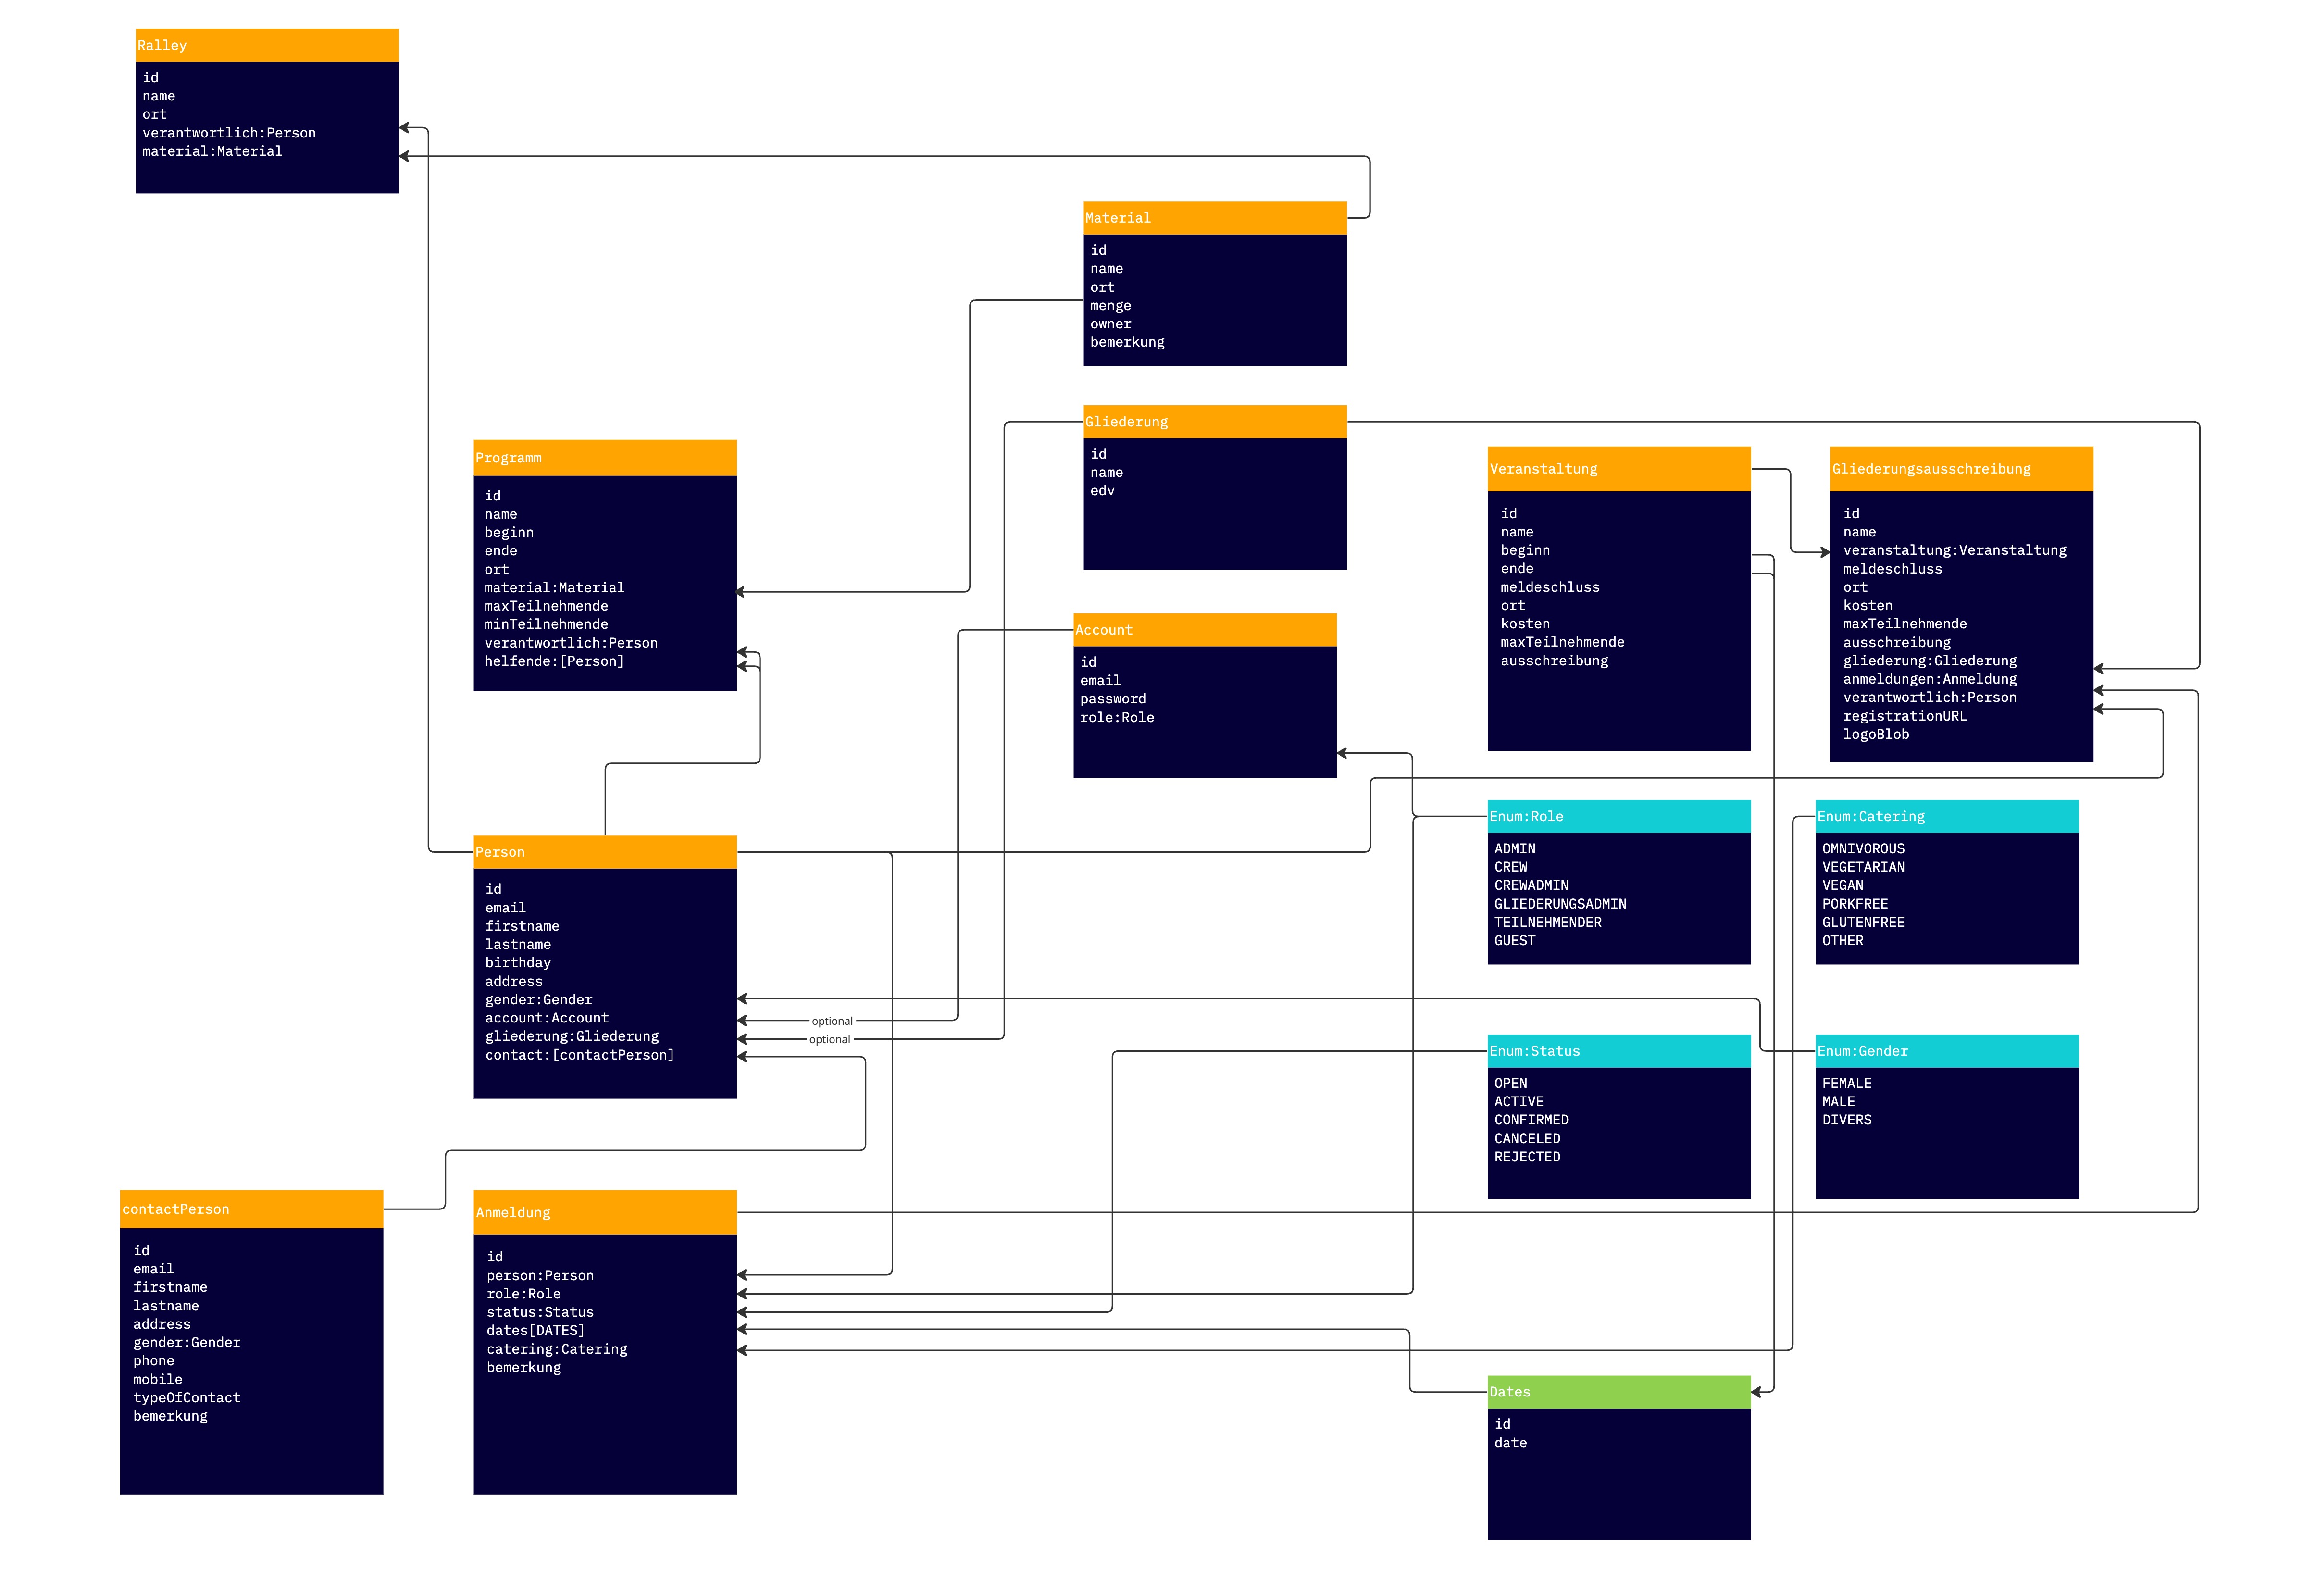 Ralley
id
name
ort
verantwortlich:Person
material:Material
Material
id
name
ort
menge
owner
bemerkung
Gliederung
id
name
edv
Programm
id
name
beginn
ende
ort
material:Material
maxTeilnehmende
minTeilnehmende
verantwortlich:Person
helfende:[Person]
Veranstaltung
id
name
beginn
ende
meldeschluss
ort
kosten
maxTeilnehmende
ausschreibung
Gliederungsausschreibung
id
name
veranstaltung:Veranstaltung
meldeschluss
ort
kosten
maxTeilnehmende
ausschreibung
gliederung:Gliederung
anmeldungen:Anmeldung
verantwortlich:Person
registrationURL
logoBlob
Account
id
email
password
role:Role
Enum:Role
ADMIN
CREW
CREWADMIN
GLIEDERUNGSADMIN
TEILNEHMENDER
GUEST
Enum:Catering
OMNIVOROUS
VEGETARIAN
VEGAN
PORKFREE
GLUTENFREE
OTHER
Person
id
email
firstname
lastname
birthday
address
gender:Gender
account:Account
gliederung:Gliederung
contact:[contactPerson]
optional
optional
Enum:Status
OPEN
ACTIVE
CONFIRMED
CANCELED
REJECTED
Enum:Gender
FEMALE
MALE
DIVERS
contactPerson
id
email
firstname
lastname
address
gender:Gender
phone
mobile
typeOfContact
bemerkung
Anmeldung
id
person:Person
role:Role
status:Status
dates[DATES]
catering:Catering
bemerkung
Dates
id
date